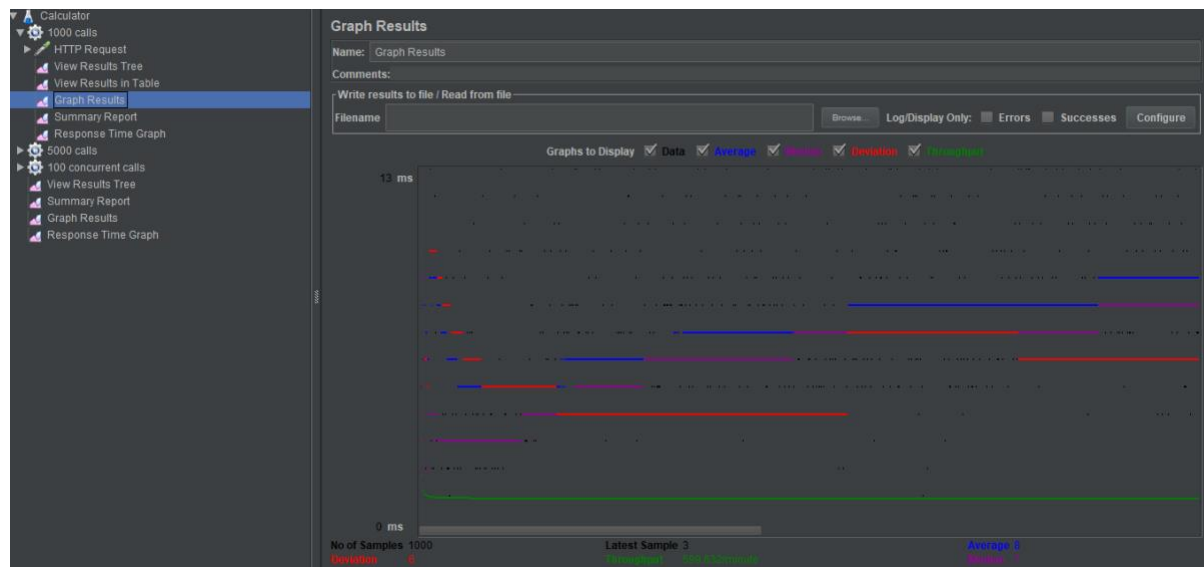 Calculator
1000 calls
HTTP Request
View Results Tree
View Results in Table
Graph Results
Summary Report
Response Time Graph
5000 calls
100 concurrent calls
View Results Tree
Summary Report
Graph Results
Response Time Graph
Graph Results
Name: Graph Results
Comments:
Write results to file / Read from file
Filename Browse... Log/Display Only: Errors Successes Configure
Graphs to Display Data Average Median Deviation Throughput
13 ms
0 ms
No of Samples 1000 Latest Sample 3 Average 8
Deviation 6 Throughput Median